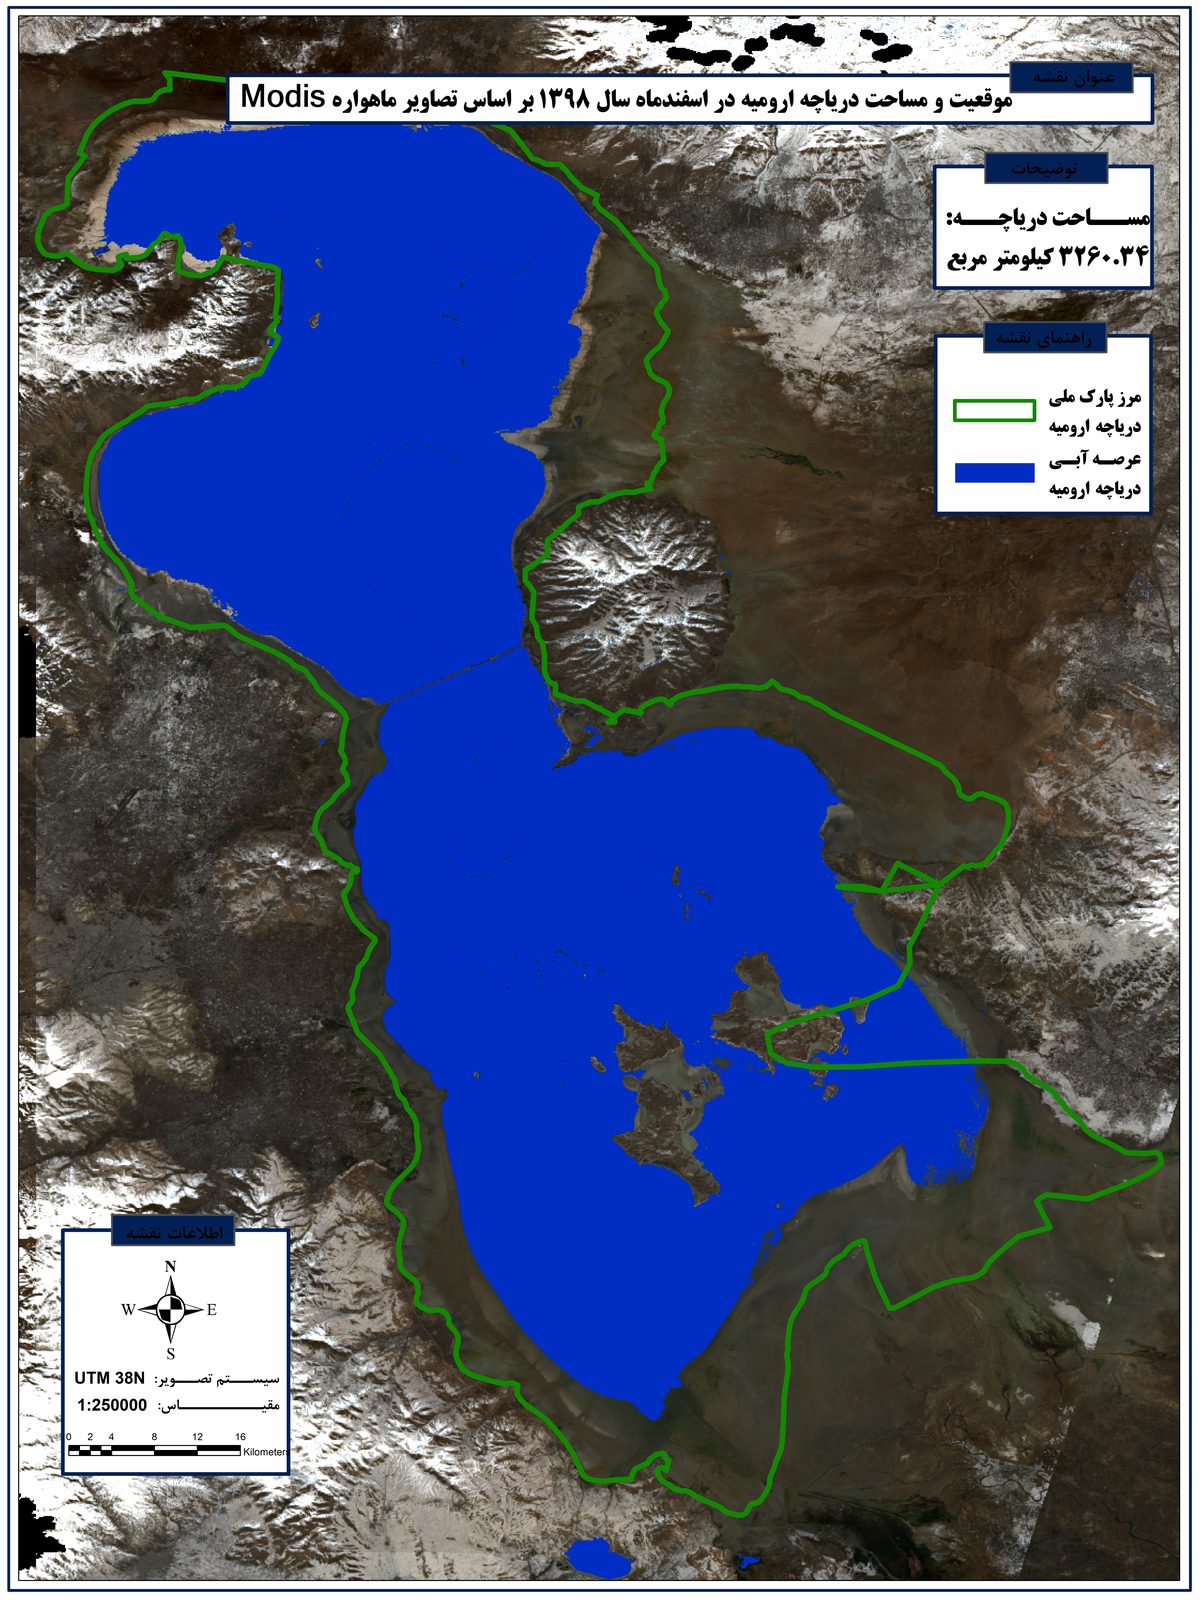 عنوان نقشه
موقعیت و مساحت دریاچه ارومیه در اسفندماه سال ۱۳۹۸ بر اساس تصاویر ماهواره Modis
توضیحات
مساحت دریاچه:
۳۲۶۰.۳۴ کیلومتر مربع
راهنمای نقشه
مرز پارک ملی
دریاچه ارومیه
عرصه آبی
دریاچه ارومیه
اطلاعات نقشه
N
W E
S
سیستم تصویر: UTM 38N
مقیاس: 1:250000
0 2 4 8 12 16
Kilometers